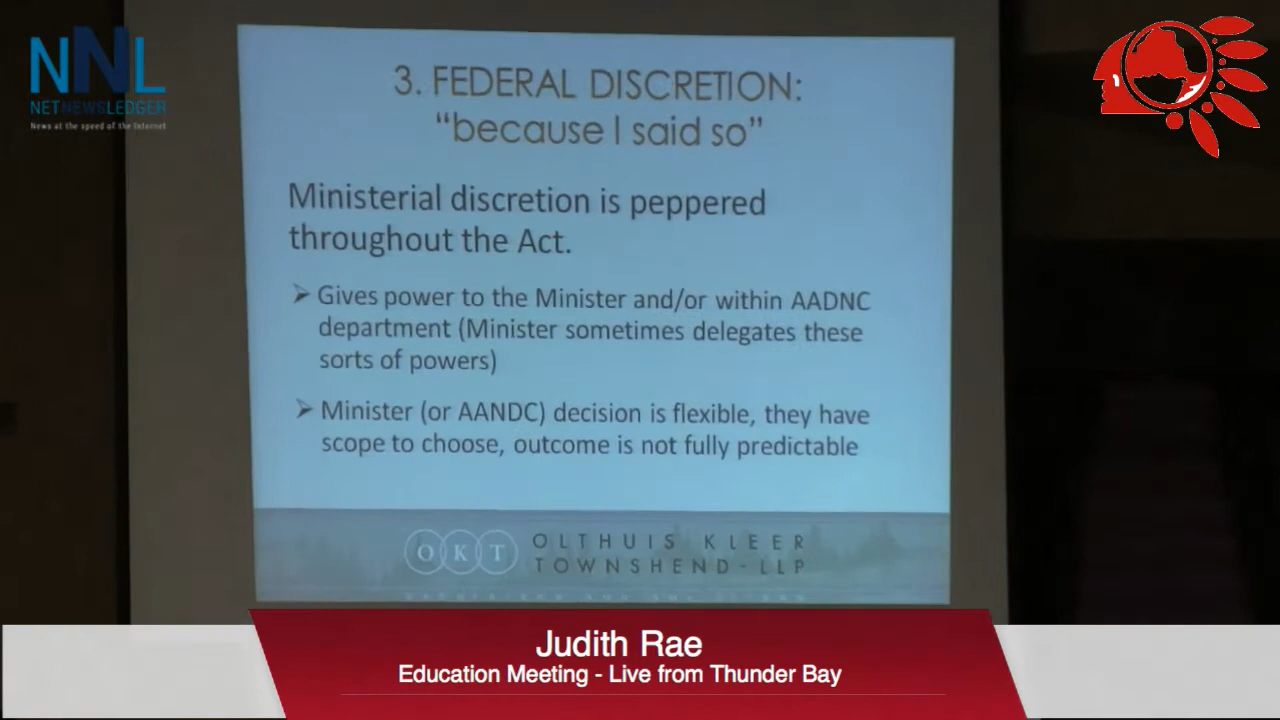 NNL
NETNEWSLEDGER
News at the speed of the Internet
3. FEDERAL DISCRETION:
“because I said so”
Ministerial discretion is peppered
throughout the Act.
➢ Gives power to the Minister and/or within AADNC
department (Minister sometimes delegates these
sorts of powers)
➢ Minister (or AANDC) decision is flexible, they have
scope to choose, outcome is not fully predictable
OKT
OLTHUIS KLEER
TOWNSHEND-LLP
Judith Rae
Education Meeting - Live from Thunder Bay